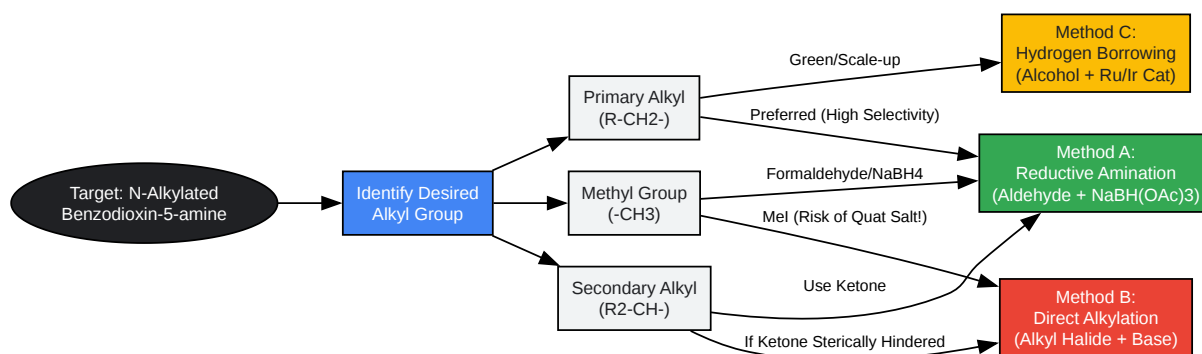 Target: N-Alkylated
Benzodioxin-5-amine
Identify Desired
Alkyl Group
Primary Alkyl
(R-CH2-)
Methyl Group
(-CH3)
Secondary Alkyl
(R2-CH-)
Green/Scale-up
Preferred (High Selectivity)
Formaldehyde/NaBH4
MeI (Risk of Quat Salt!)
Use Ketone
If Ketone Sterically Hindered
Method C:
Hydrogen Borrowing
(Alcohol + Ru/Ir Cat)
Method A:
Reductive Amination
(Aldehyde + NaBH(OAc)3)
Method B:
Direct Alkylation
(Alkyl Halide + Base)